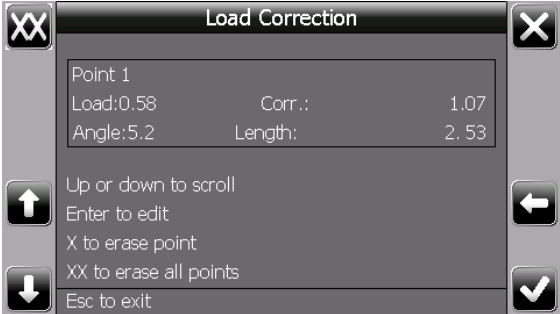 XX
Load Correction
Point 1
Load:0.58 Corr.: 1.07
Angle:5.2 Length: 2. 53
Up or down to scroll
Enter to edit
X to erase point
XX to erase all points
Esc to exit